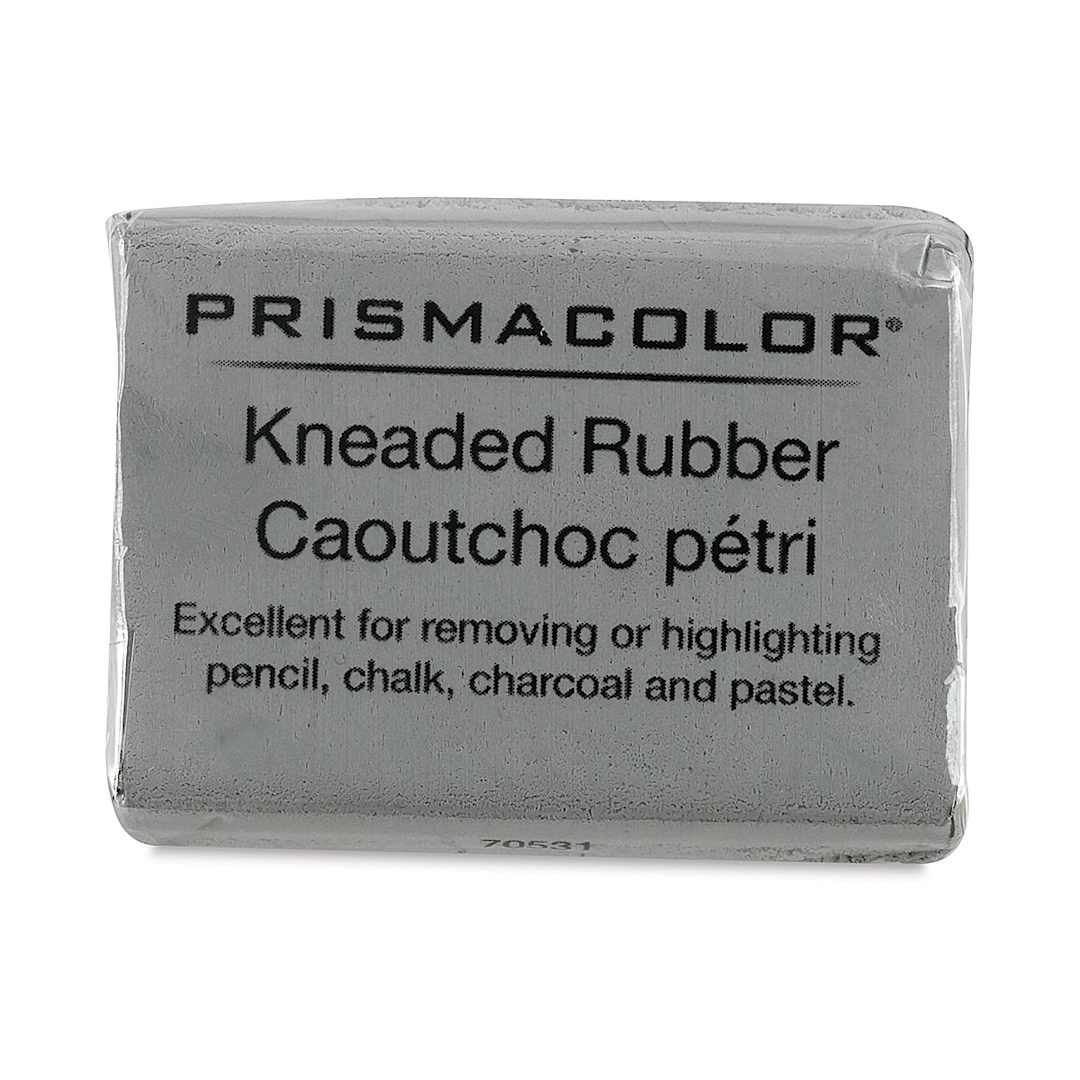 PRISMACOLOR®
Kneaded Rubber
Caoutchoc pétri
Excellent for removing or highlighting
pencil, chalk, charcoal and pastel.
70531